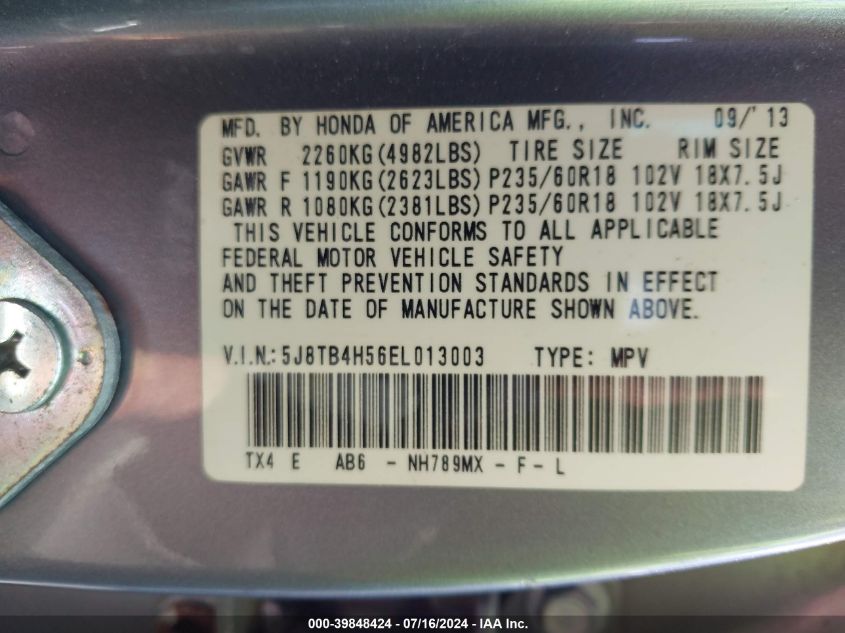 MFD. BY HONDA OF AMERICA MFG., INC. 09/'13
GVWR 2260KG(4982LBS) TIRE SIZE RIM SIZE
GAWR F 1190KG(2623LBS) P235/60R18 102V 18X7.5J
GAWR R 1080KG(2381LBS) P235/60R18 102V 18X7.5J
THIS VEHICLE CONFORMS TO ALL APPLICABLE
FEDERAL MOTOR VEHICLE SAFETY
AND THEFT PREVENTION STANDARDS IN EFFECT
ON THE DATE OF MANUFACTURE SHOWN ABOVE.
V.I.N.: 5J8TB4H56EL013003 TYPE: MPV
TX4 E AB6 - NH789MX - F - L
000-39848424 / 07/16/2024 - IAA Inc.